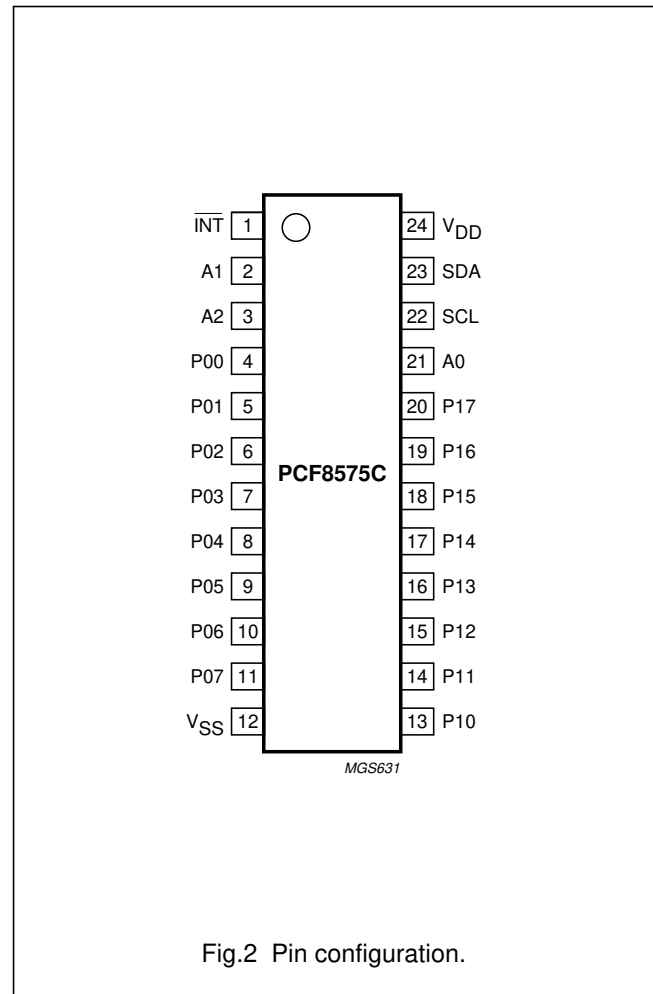 I̅N̅T̅ 1 24 VDD
A1 2 23 SDA
A2 3 22 SCL
P00 4 21 A0
P01 5 20 P17
P02 6 19 P16
PCF8575C
P03 7 18 P15
P04 8 17 P14
P05 9 16 P13
P06 10 15 P12
P07 11 14 P11
VSS 12 13 P10
MGS631
Fig.2 Pin configuration.